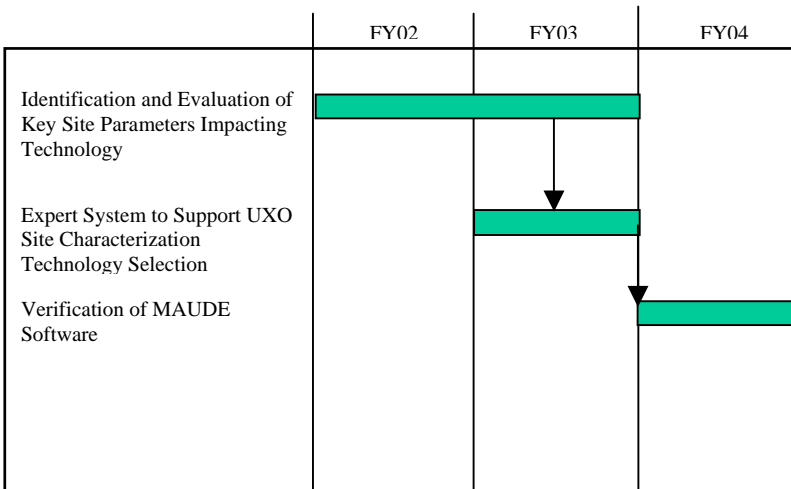 FY02 FY03 FY04
Identification and Evaluation of
Key Site Parameters Impacting
Technology
Expert System to Support UXO
Site Characterization
Technology Selection
Verification of MAUDE
Software